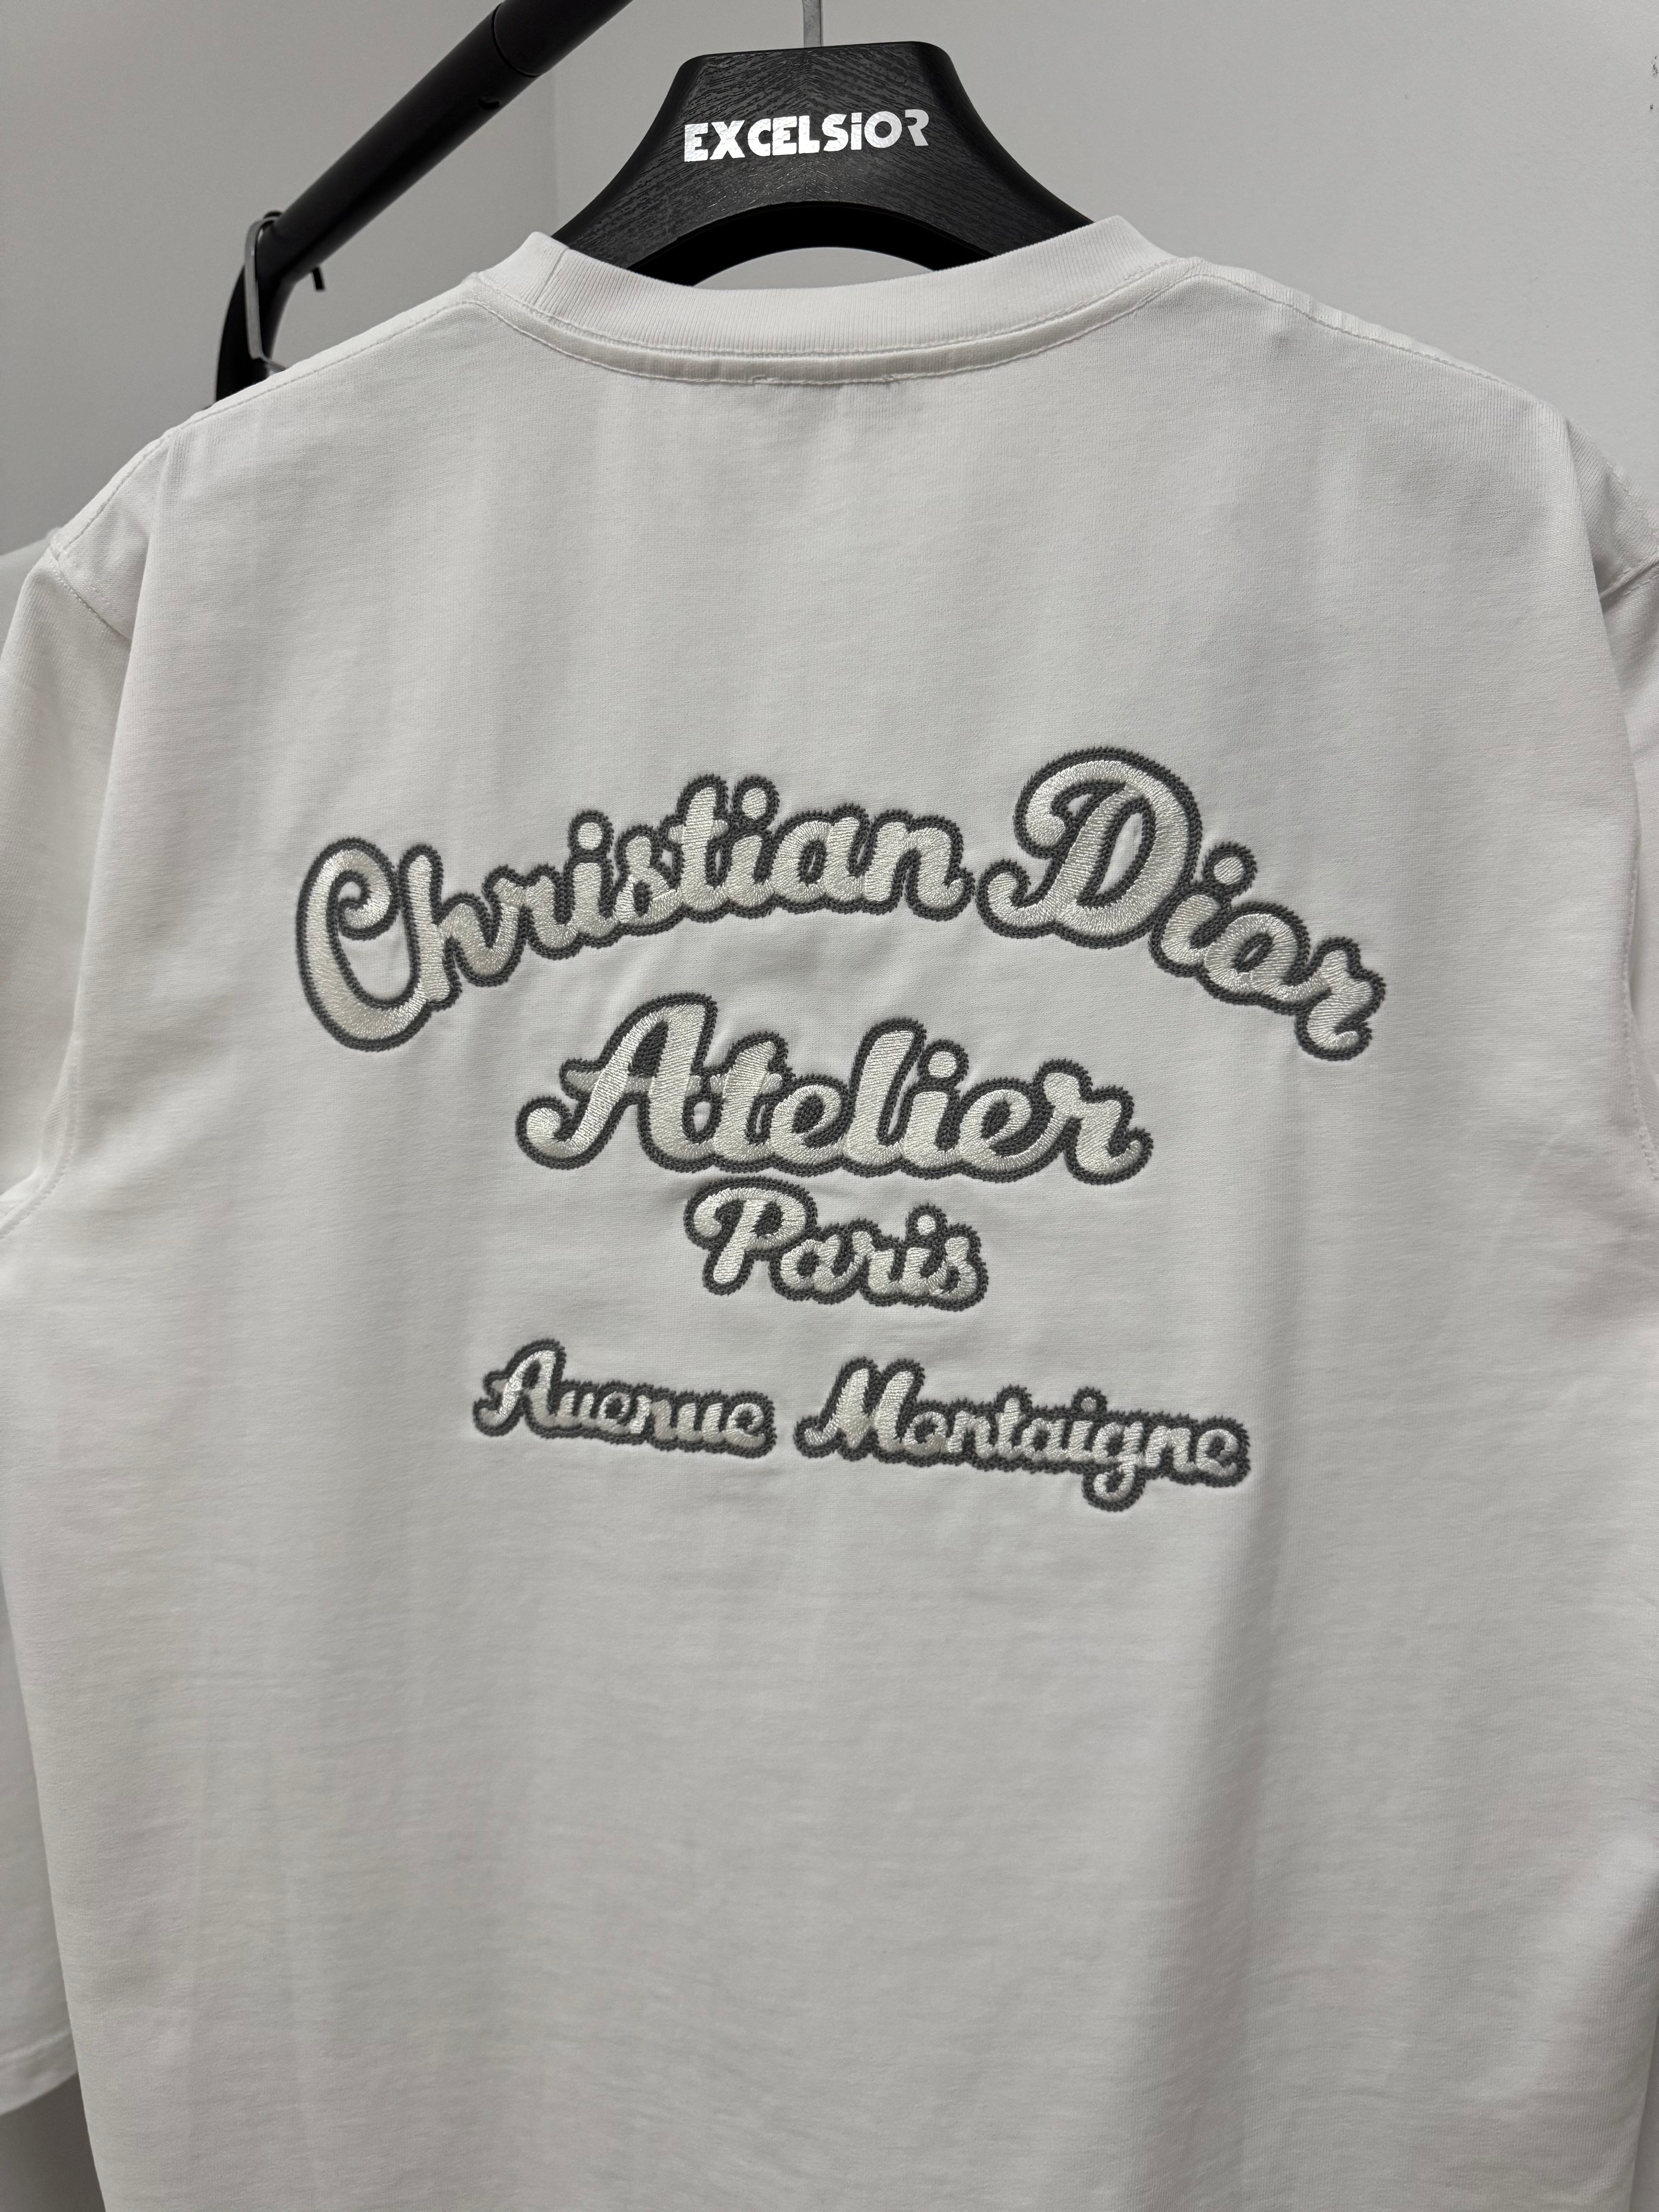 EXCELSIOR
Christian Dior
Atelier
Paris
Avenue Montaigne